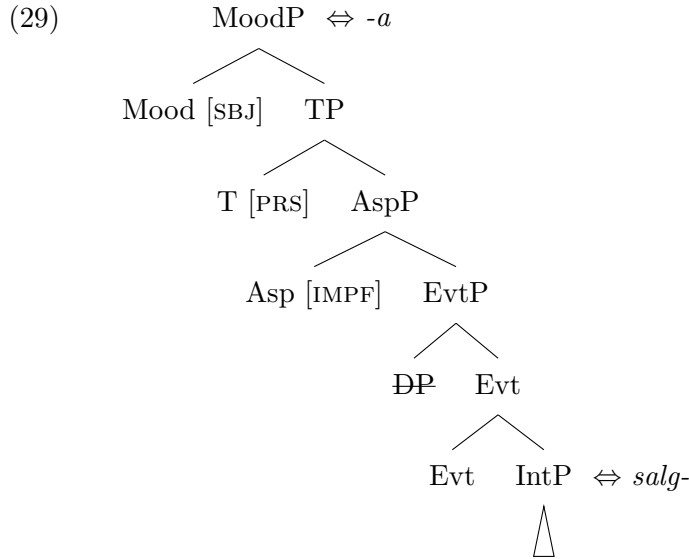 (29) MoodP ⇔ -a
Mood [SBJ] TP
T [PRS] AspP
Asp [IMPF] EvtP
DP Evt
Evt IntP ⇔ salg-